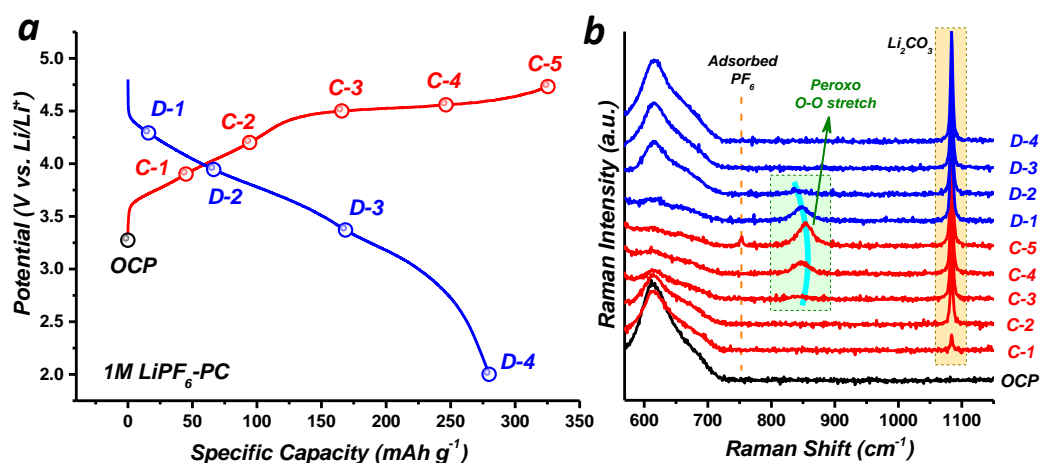 a
5.0
4.5
4.0
3.5
3.0
2.5
2.0
Potential (V vs. Li/Li⁺)
C-5
C-4
C-3
C-2
C-1
D-1
D-2
D-3
D-4
OCP
1M LiPF₆-PC
0 50 100 150 200 250 300 350
Specific Capacity (mAh g⁻¹)
b
Li₂CO₃
Adsorbed
PF₆
Peroxo
O-O stretch
Raman Intensity (a.u.)
D-4
D-3
D-2
D-1
C-5
C-4
C-3
C-2
C-1
OCP
600 700 800 900 1000 1100
Raman Shift (cm⁻¹)